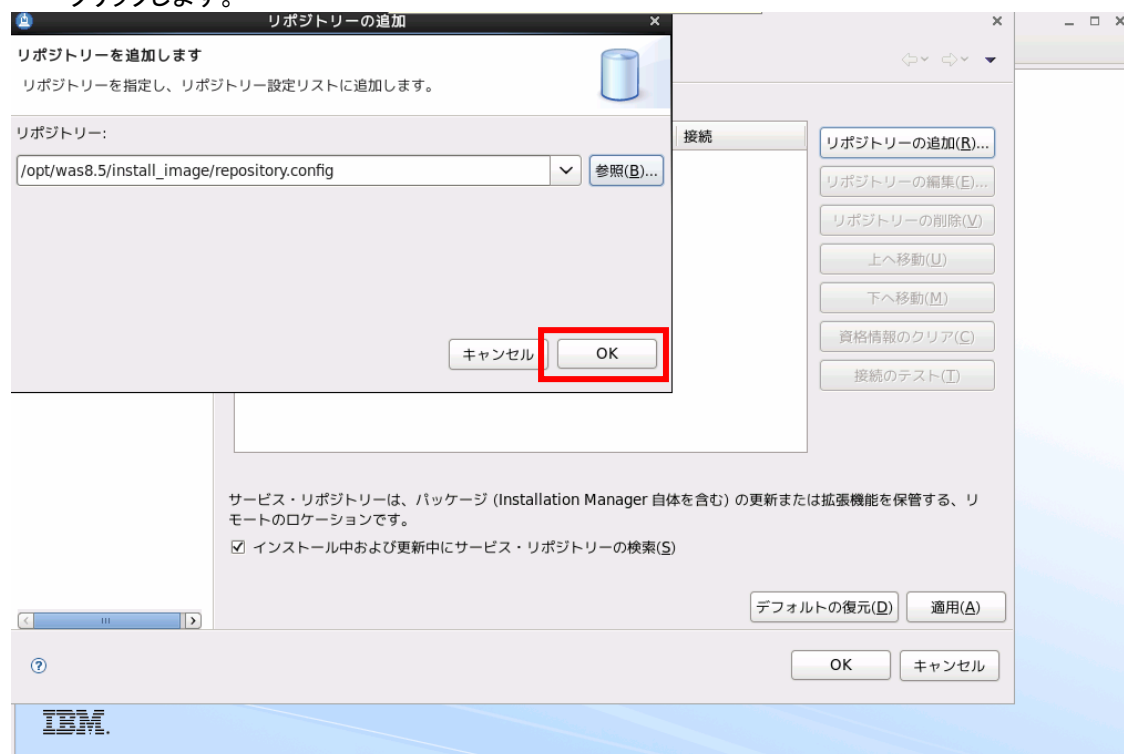 クリックします。
リポジトリーの追加
リポジトリーを追加します
リポジトリーを指定し、リポジトリー設定リストに追加します。
リポジトリー:
/opt/was8.5/install_image/repository.config
参照(B)...
キャンセル
OK
接続
リポジトリーの追加(R)...
リポジトリーの編集(E)...
リポジトリーの削除(V)
上へ移動(U)
下へ移動(M)
資格情報のクリア(C)
接続のテスト(T)
サービス・リポジトリーは、パッケージ (Installation Manager 自体を含む) の更新または拡張機能を保管する、リ
モートのロケーションです。
インストール中および更新中にサービス・リポジトリーの検索(S)
デフォルトの復元(D)
適用(A)
OK
キャンセル
IBM.